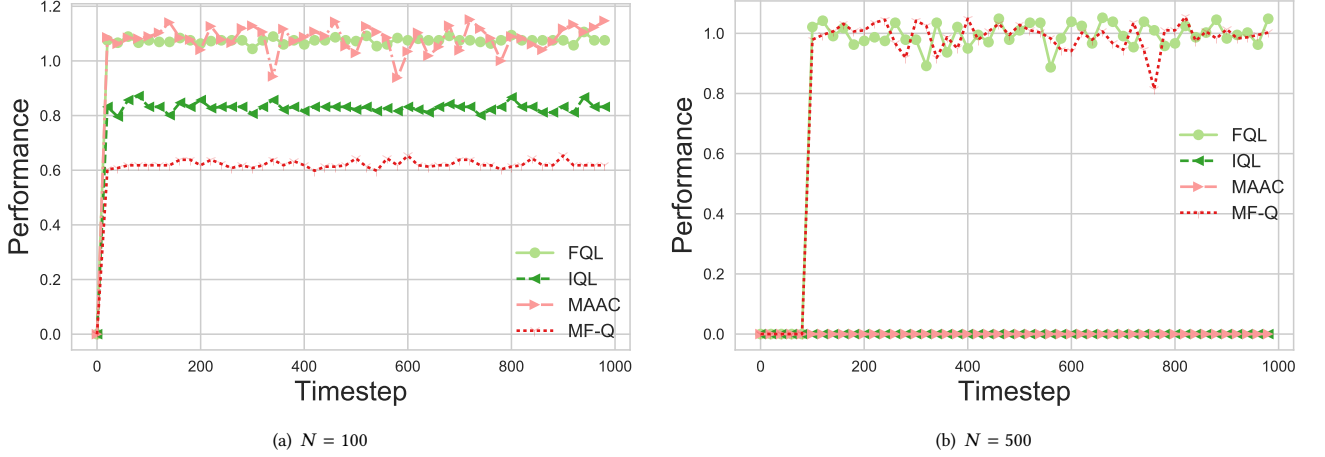 1.2
1.0
0.8
0.6
0.4
0.2
0.0
Performance
FQL
IQL
MAAC
MF-Q
0 200 400 600 800 1000
Timestep
(a) N = 100
1.0
0.8
0.6
0.4
0.2
0.0
Performance
FQL
IQL
MAAC
MF-Q
0 200 400 600 800 1000
Timestep
(b) N = 500